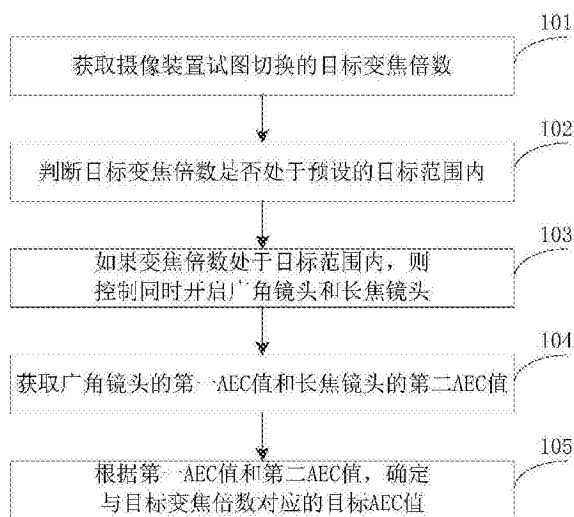 101
获取摄像装置试图切换的目标变焦倍数
102
判断目标变焦倍数是否处于预设的目标范围内
103
如果变焦倍数处于目标范围内，则
控制同时开启广角镜头和长焦镜头
104
获取广角镜头的第一AEC值和长焦镜头的第二AEC值
105
根据第一AEC值和第二AEC值，确定
与目标变焦倍数对应的目标AEC值